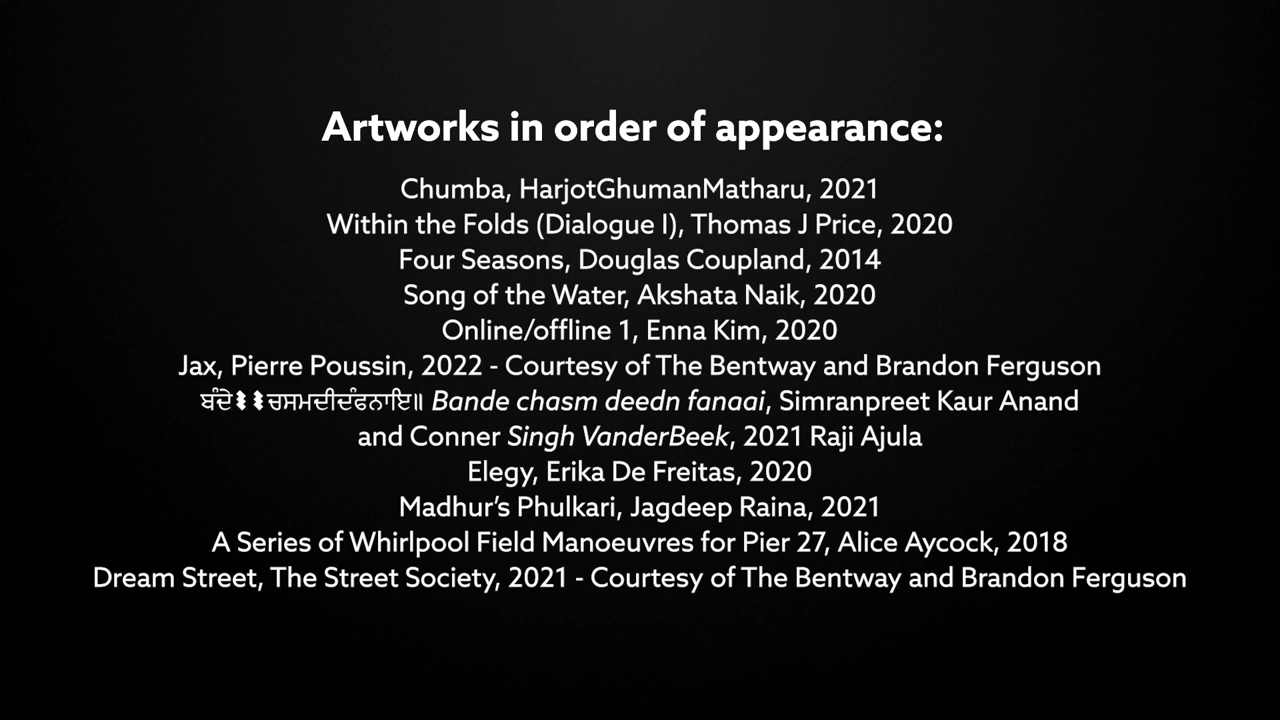 Artworks in order of appearance:
Chumba, HarjotGhumanMatharu, 2021
Within the Folds (Dialogue I), Thomas J Price, 2020
Four Seasons, Douglas Coupland, 2014
Song of the Water, Akshata Naik, 2020
Online/offline 1, Enna Kim, 2020
Jax, Pierre Poussin, 2022 - Courtesy of The Bentway and Brandon Ferguson
ਬੰਦੇ ਚਸਮਦੀਦੰਫਨਾਇ॥ Bande chasm deedn fanaai, Simranpreet Kaur Anand
and Conner Singh VanderBeek, 2021 Raji Ajula
Elegy, Erika De Freitas, 2020
Madhur’s Phulkari, Jagdeep Raina, 2021
A Series of Whirlpool Field Manoeuvres for Pier 27, Alice Aycock, 2018
Dream Street, The Street Society, 2021 - Courtesy of The Bentway and Brandon Ferguson